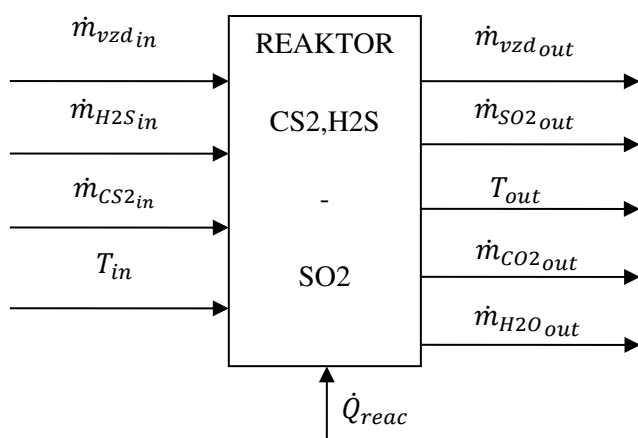 ṁ_vzd_in
ṁ_H2S_in
ṁ_CS2_in
T_in
REAKTOR
CS2,H2S
-
SO2
ṁ_vzd_out
ṁ_SO2_out
T_out
ṁ_CO2_out
ṁ_H2O_out
Q̇_reac